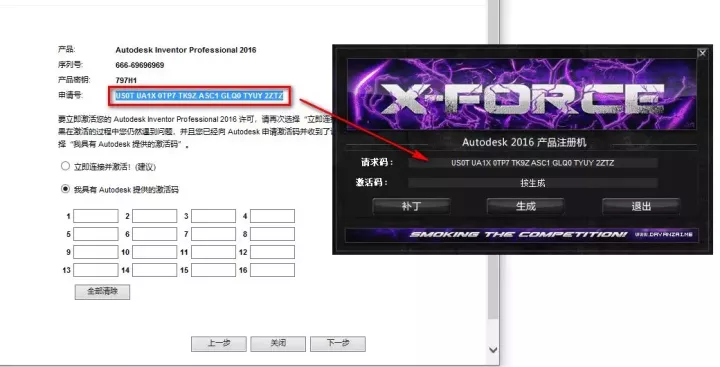 产品: Autodesk Inventor Professional 2016
序列号: 666-69696969
产品密钥: 797H1
申请号: US0T UA1X 0TP7 TK9Z ASC1 GLQ0 TYUY 2ZTZ
要立即激活您的 Autodesk Inventor Professional 2016 许可，请再次选择“立即连接
果在激活的过程中您仍然遇到问题，并且您已经向 Autodesk 申请激活码并收到了
选择“我具有 Autodesk 提供的激活码”。
立即连接并激活！(建议)
我具有 Autodesk 提供的激活码
1 2 3 4
5 6 7 8
9 10 11 12
13 14 15 16
全部清除
上一步 关闭 下一步
X-FORCE
Autodesk 2016 产品注册机
请求码: US0T UA1X 0TP7 TK9Z ASC1 GLQ0 TYUY 2ZTZ
激活码: 按生成
补丁 生成 退出
SMOKING THE COMPETITION! WWW.DAYANZAI.ME